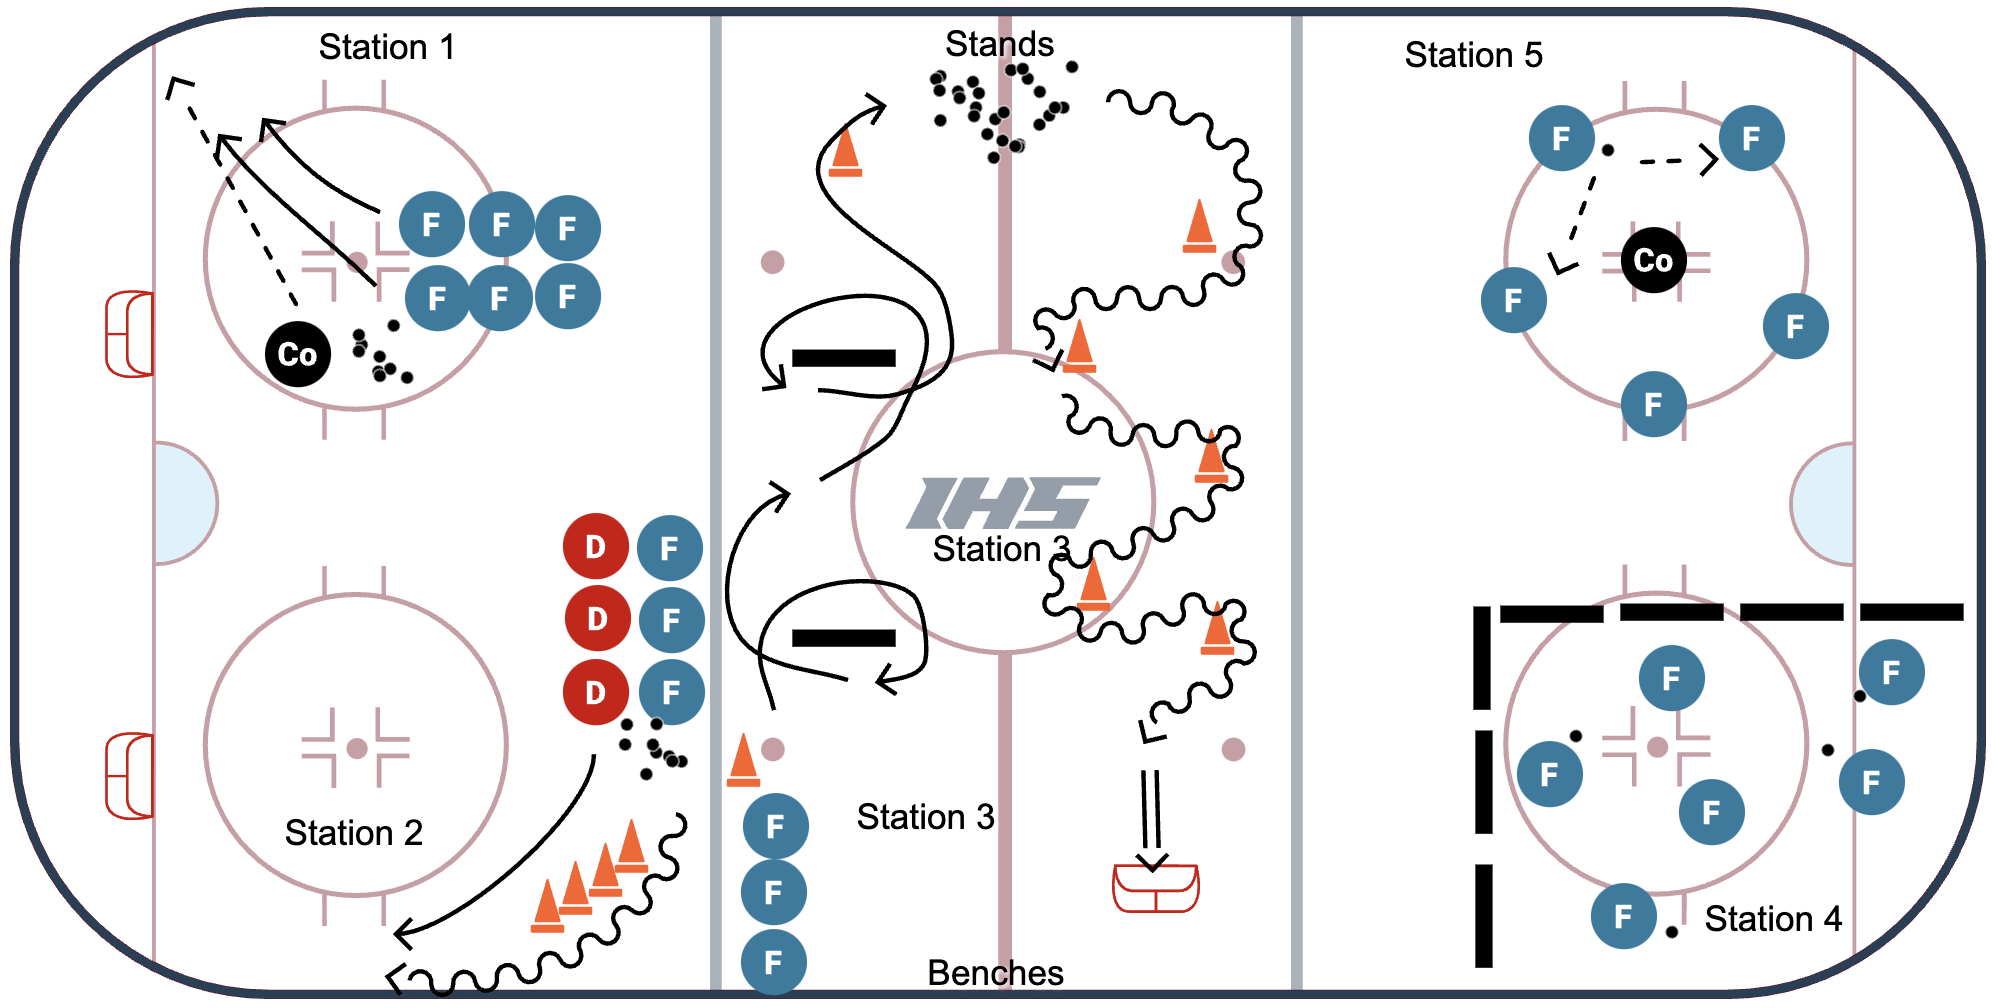 Station 1
Stands
Station 5
F
F
F F F
F F F
Co
Co
F
F
F
IHS
Station 3
D F
D F
D F
F
F
F
F
F
F
Station 2
Station 3
F
F
F
Station 4
Benches